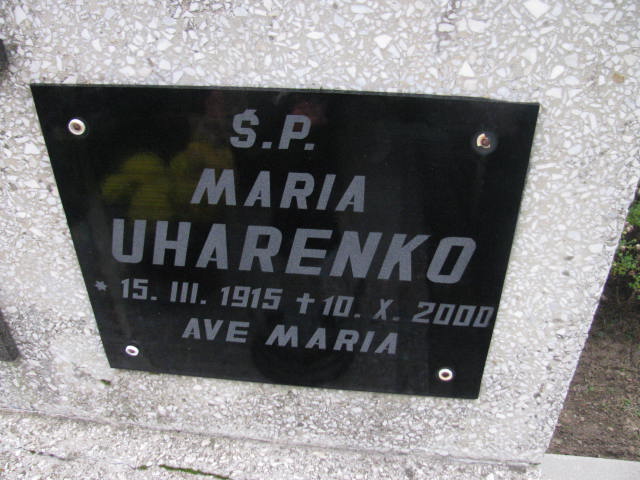 Ś.P.
MARIA
UHARENKO
* 15. III. 1915 ✝ 10. X. 2000
AVE MARIA